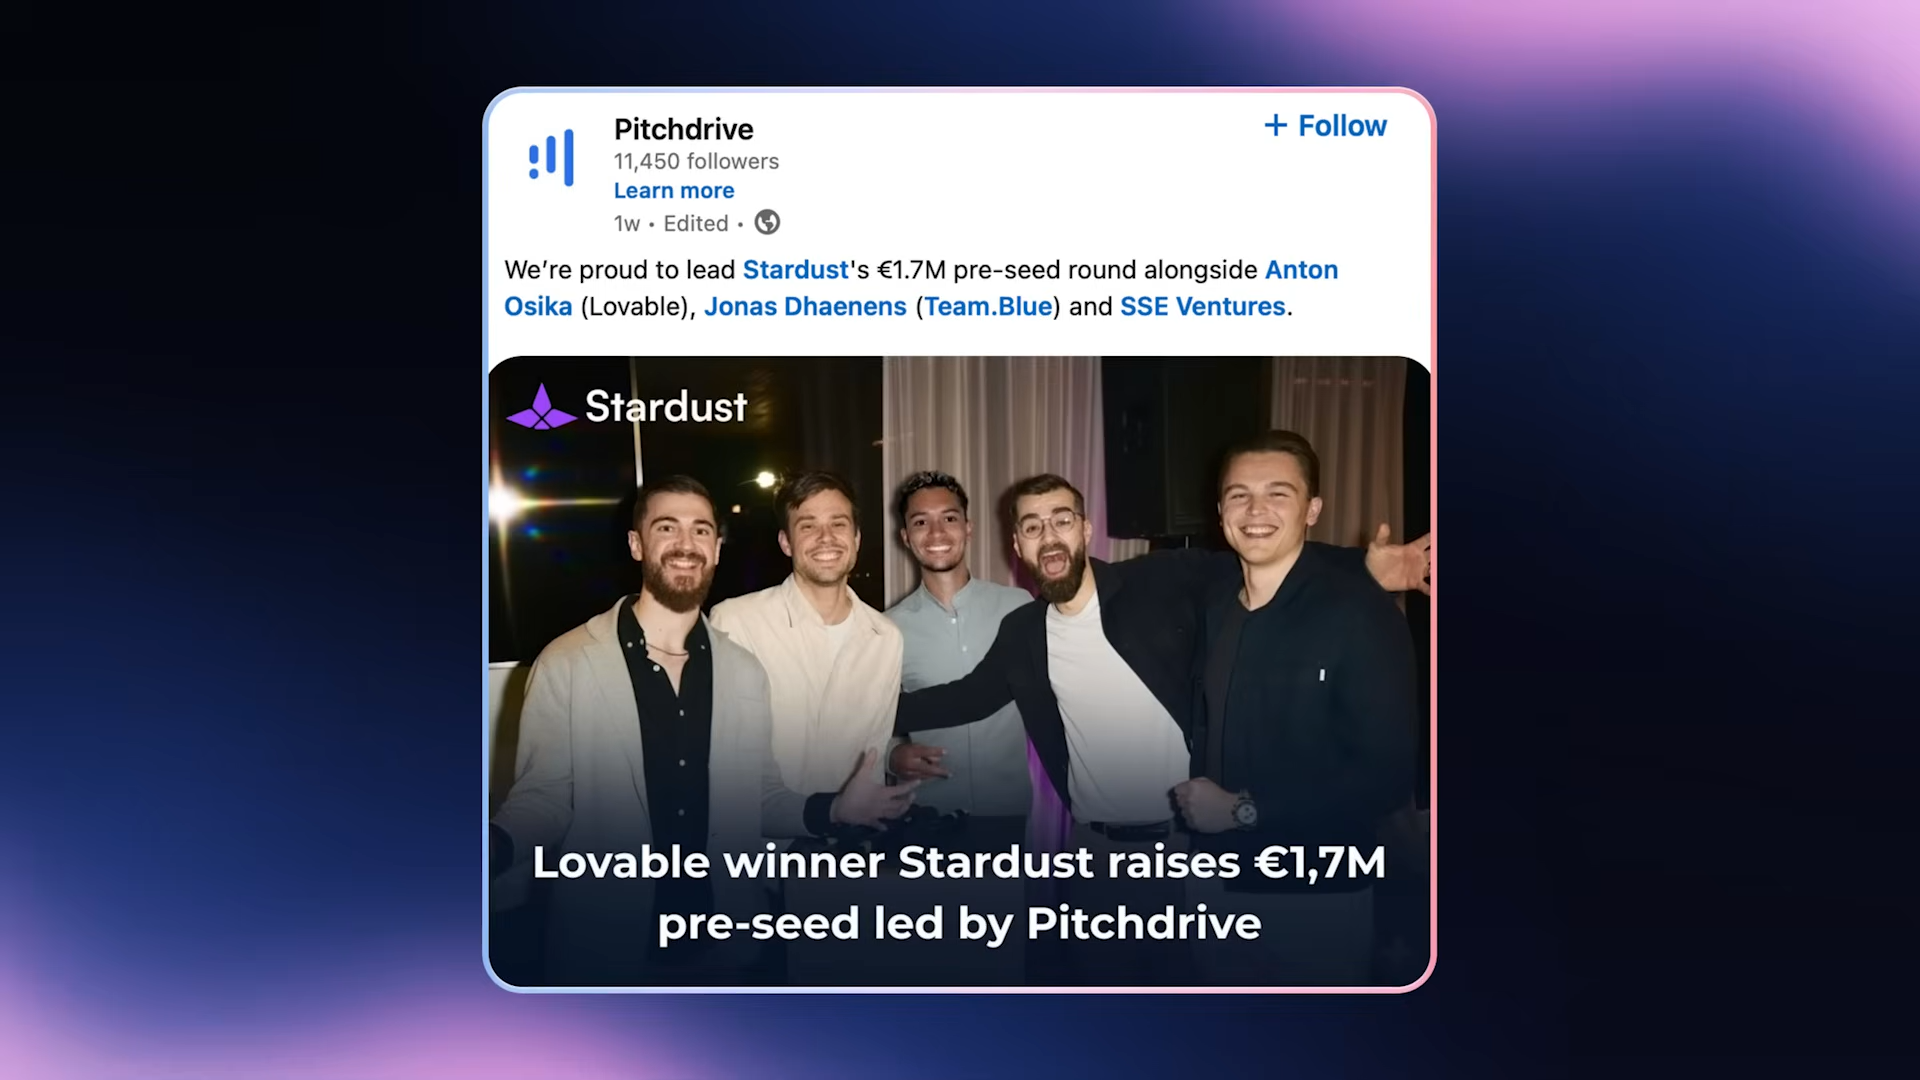 Pitchdrive
+ Follow
11,450 followers
Learn more
1w • Edited •
We’re proud to lead Stardust's €1.7M pre-seed round alongside Anton
Osika (Lovable), Jonas Dhaenens (Team.Blue) and SSE Ventures.
Stardust
Lovable winner Stardust raises €1,7M
pre-seed led by Pitchdrive